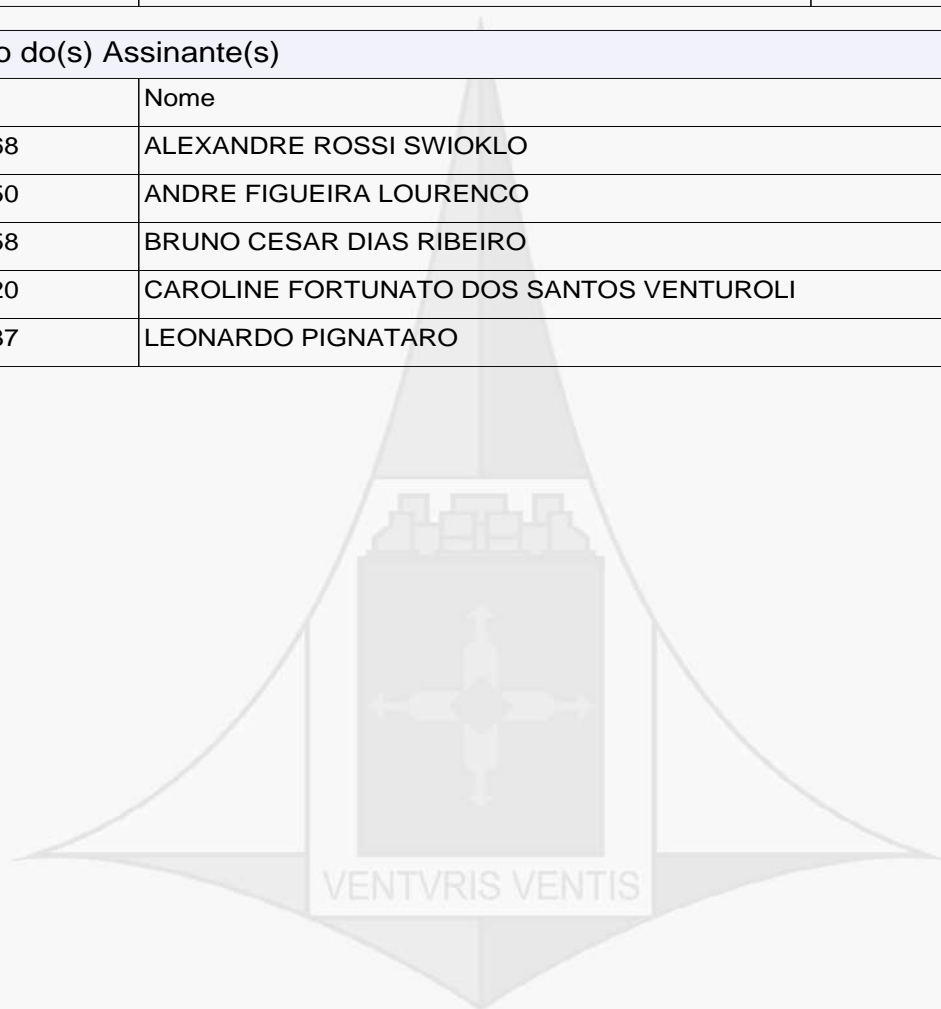 o do(s) Assinante(s)
Nome
68 ALEXANDRE ROSSI SWIOKLO
50 ANDRE FIGUEIRA LOURENCO
58 BRUNO CESAR DIAS RIBEIRO
20 CAROLINE FORTUNATO DOS SANTOS VENTUROLI
37 LEONARDO PIGNATARO
VENTVRIS VENTIS